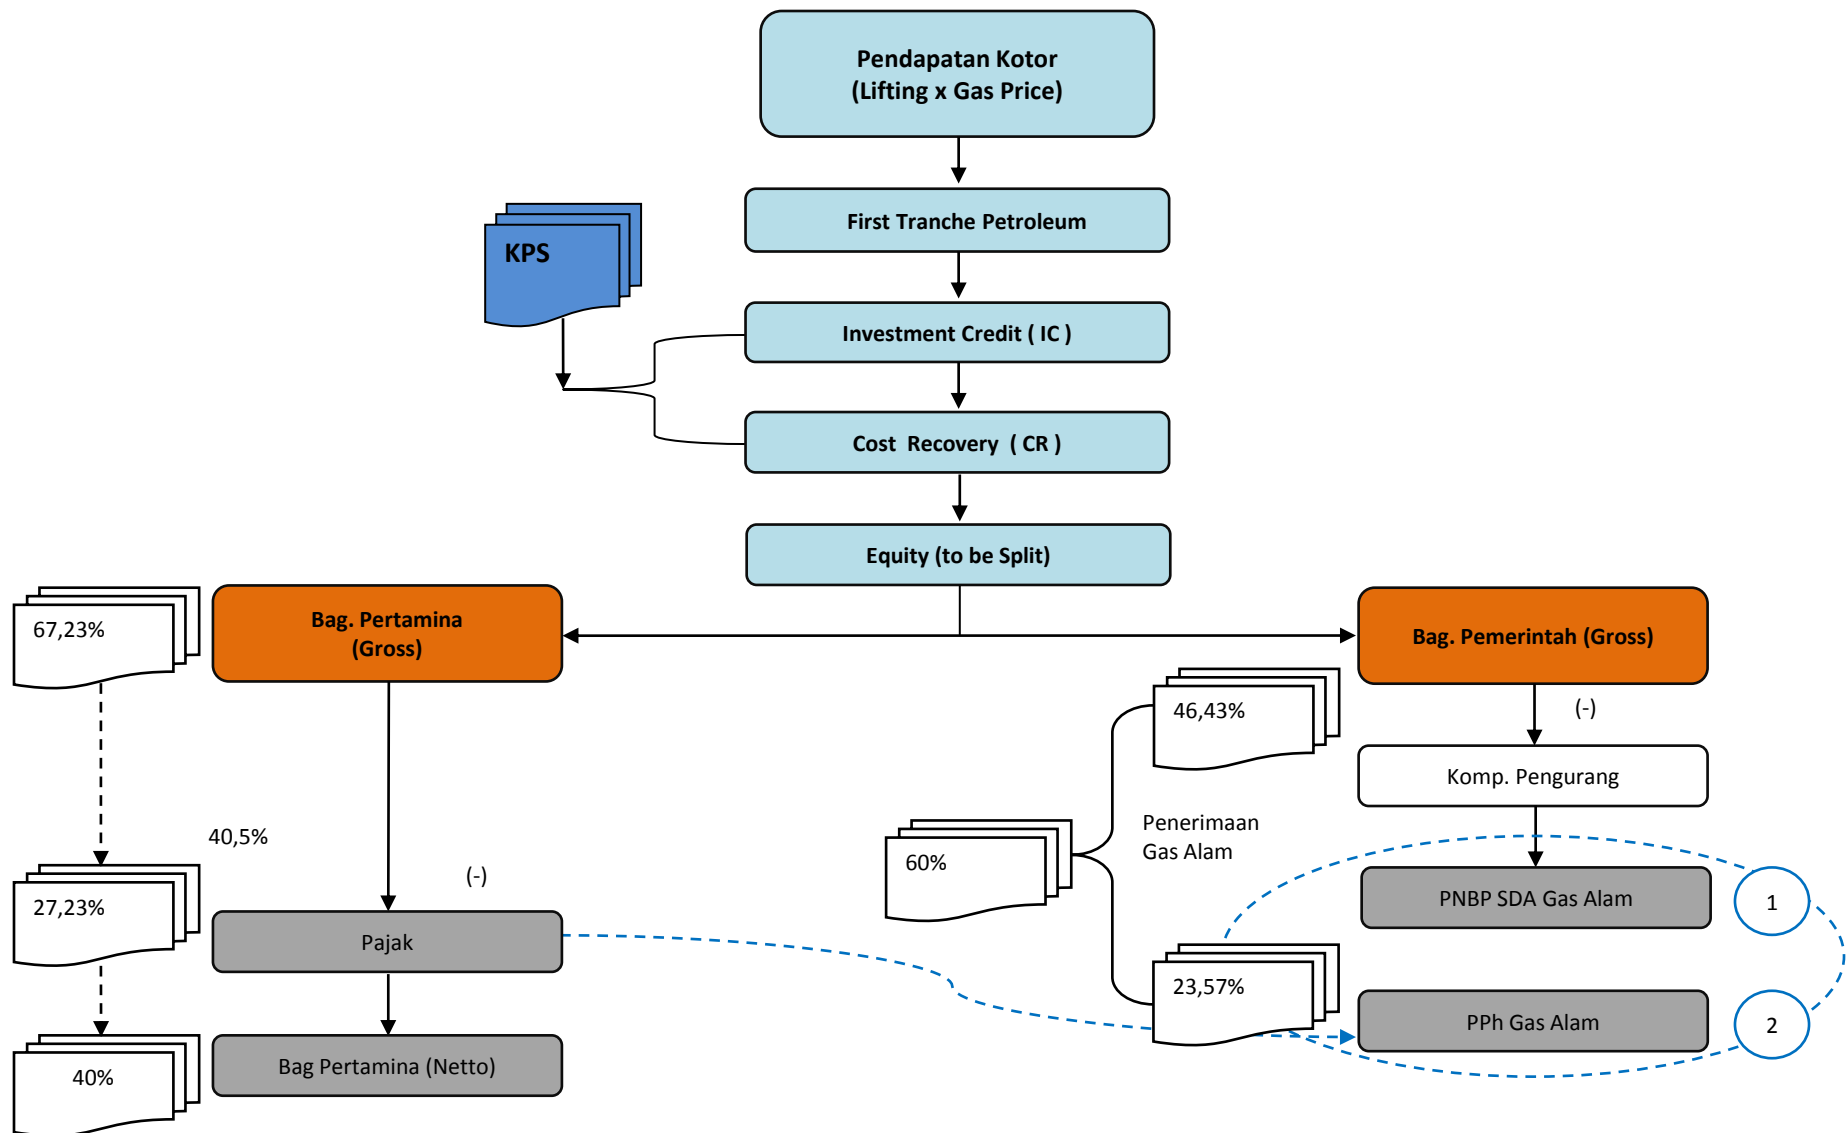 Pendapatan Kotor
(Lifting x Gas Price)
First Tranche Petroleum
KPS
Investment Credit ( IC )
Cost Recovery ( CR )
Equity (to be Split)
67,23%
Bag. Pertamina
(Gross)
Bag. Pemerintah (Gross)
46,43%
(-)
Komp. Pengurang
40,5%
Penerimaan
Gas Alam
60%
27,23%
(-)
PNBP SDA Gas Alam
1
Pajak
23,57%
PPh Gas Alam
2
40%
Bag Pertamina (Netto)